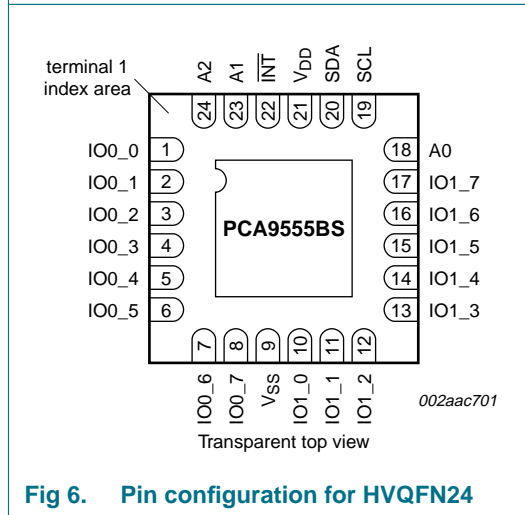 terminal 1
index area
A2
A1
INT
VDD
SDA
SCL
24
23
22
21
20
19
IO0_0 1
IO0_1 2
IO0_2 3
IO0_3 4
IO0_4 5
IO0_5 6
PCA9555BS
18 A0
17 IO1_7
16 IO1_6
15 IO1_5
14 IO1_4
13 IO1_3
7
8
9
10
11
12
IO0_6
IO0_7
VSS
IO1_0
IO1_1
IO1_2
002aac701
Transparent top view
Fig 6. Pin configuration for HVQFN24